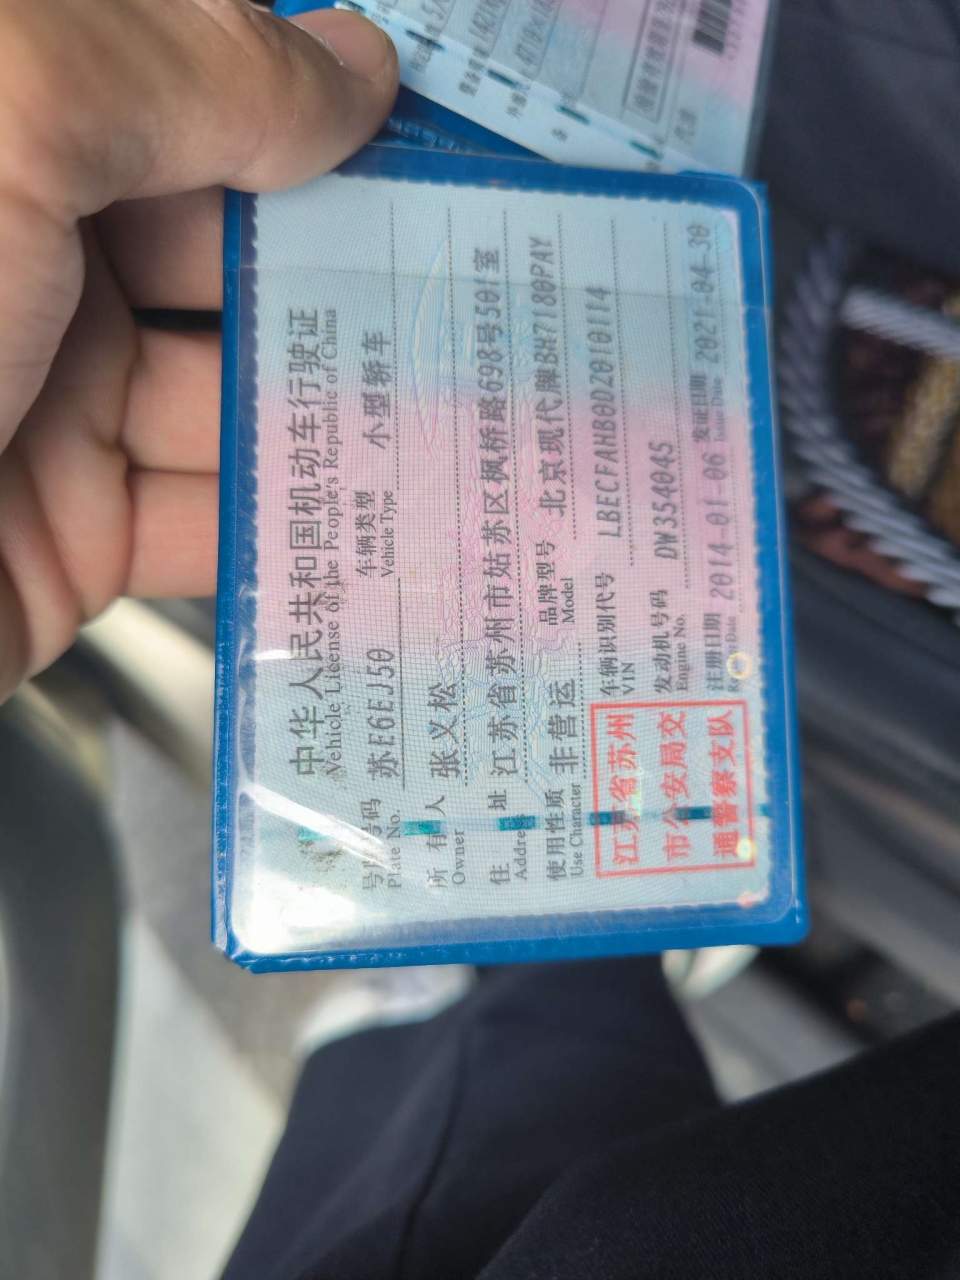 中华人民共和国机动车行驶证
Vehicle License of the People's Republic of China
号牌号码 苏E6EJ50 车辆类型 小型轿车
Plate No. Vehicle Type
所有人 张义松
Owner
住址 江苏省苏州市姑苏区枫桥路698号501室
Address
使用性质 非营运 品牌型号 北京现代牌BH7180PAY
Use Character Model
江苏省苏州
市公安局交
通警察支队
车辆识别代号 LBECFAHB0DZ010114
VIN
发动机号码 DW354045
Engine No.
注册日期 2014-01-06 发证日期 2021-04-30
Date Issue Date